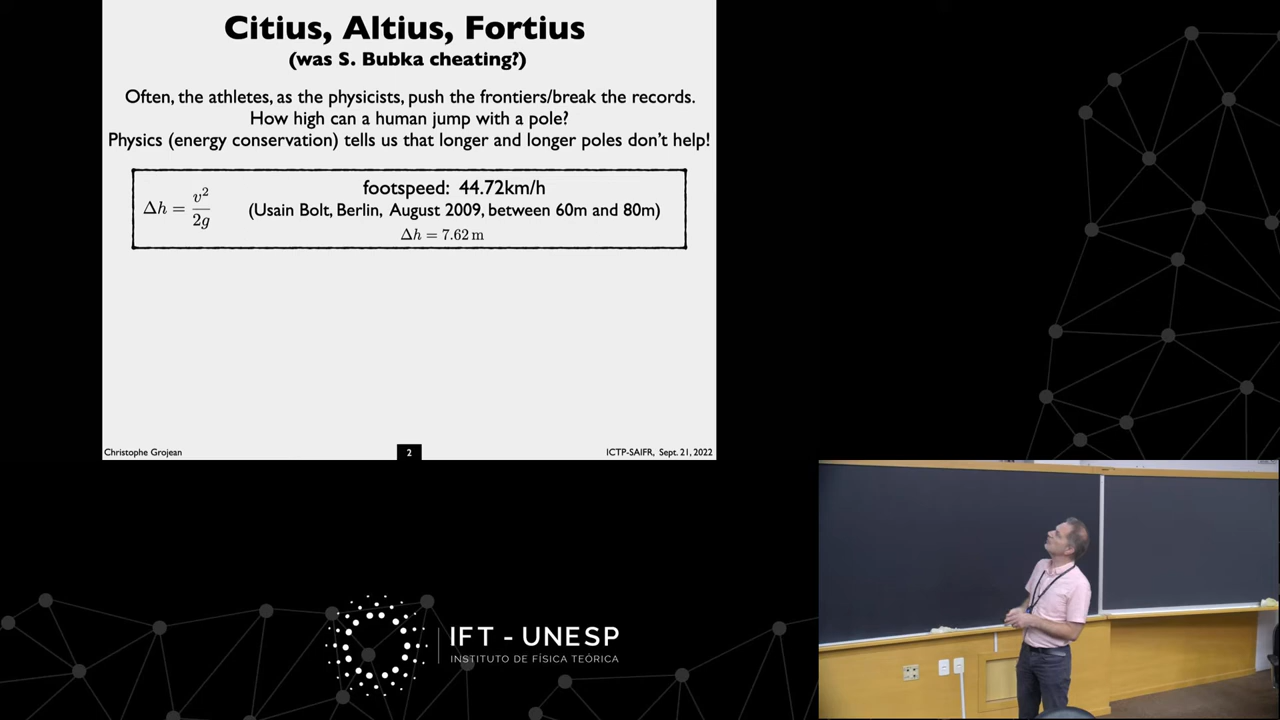 Citius, Altius, Fortius
(was S. Bubka cheating?)
Often, the athletes, as the physicists, push the frontiers/break the records.
How high can a human jump with a pole?
Physics (energy conservation) tells us that longer and longer poles don't help!
Δh = v²/2g
footspeed: 44.72km/h
(Usain Bolt, Berlin, August 2009, between 60m and 80m)
Δh = 7.62 m
Christophe Grojean
2
ICTP-SAIFR, Sept. 21, 2022
IFT - UNESP
INSTITUTO DE FÍSICA TEÓRICA